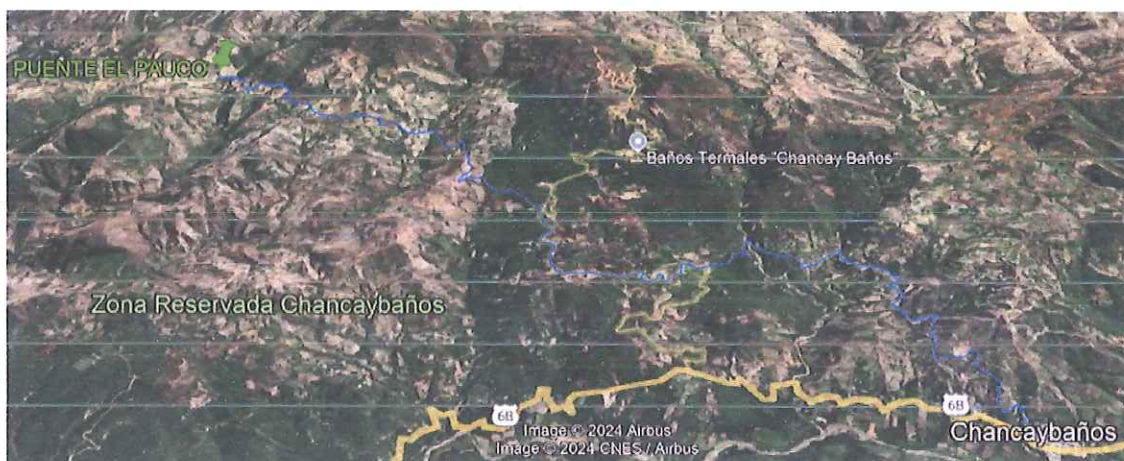 PUENTE EL PAUCO
Baños Termales "Chancay Baños"
Zona Reservada Chancaybaños
6B
6B
Chancaybaños
Image © 2024 Airbus
Image © 2024 CNES / Airbus